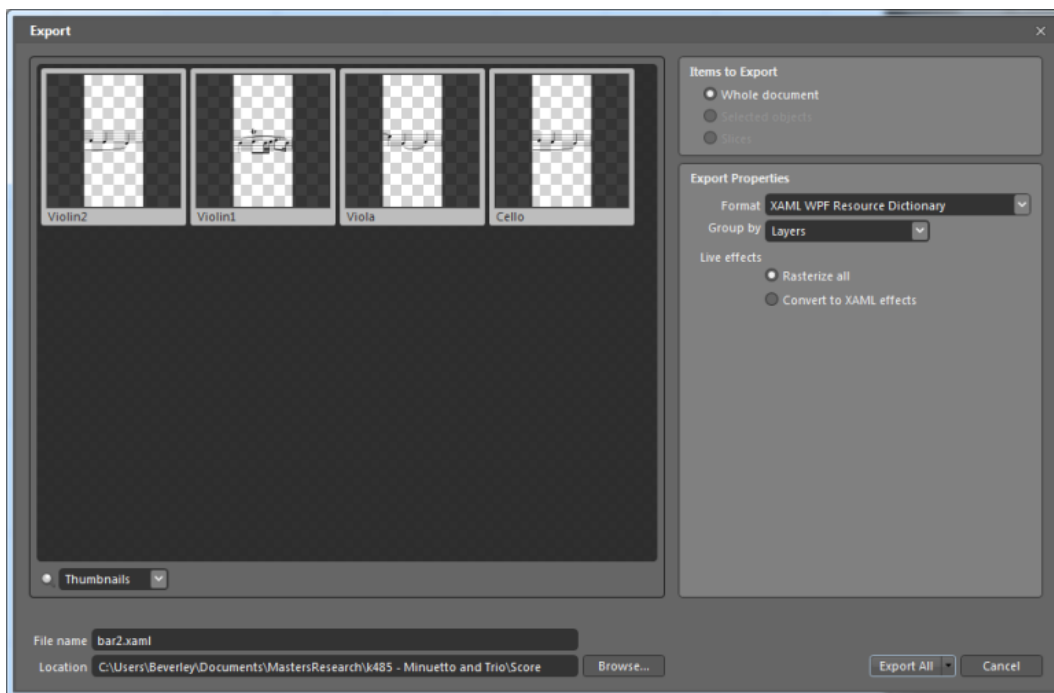 Export
Violin2
Violin1
Viola
Cello
Thumbnails
Items to Export
Whole document
Selected objects
Slices
Export Properties
Format XAML WPF Resource Dictionary
Group by Layers
Live effects
Rasterize all
Convert to XAML effects
File name bar2.xaml
Location C:\Users\Beverley\Documents\MastersResearch\k485 - Minuetto and Trio\Score Browse...
Export All Cancel